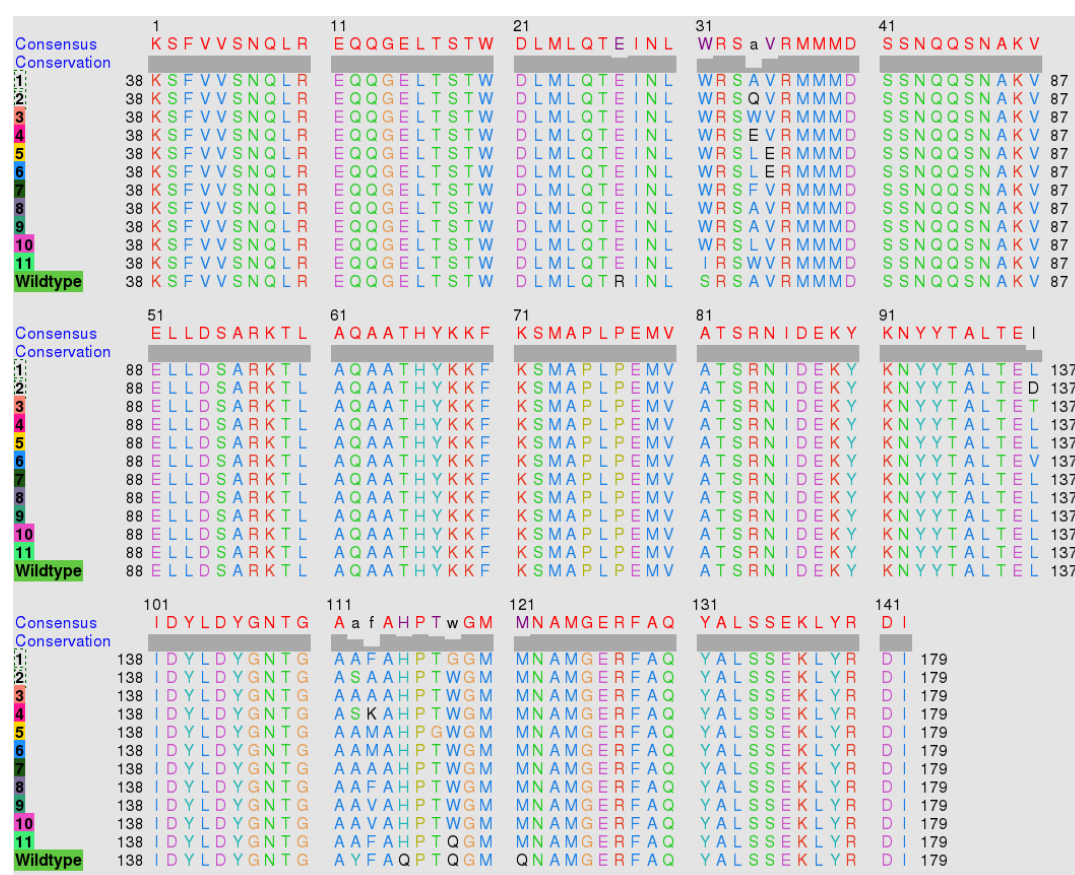 1 11 21 31 41
Consensus KSFVVSNQLR EQQGELTSTW DLMLQTEINL WRSaVRMMMD SSNQQSNAKV
Conservation
1 38 KSFVVSNQLR EQQGELTSTW DLMLQTEINL WRSAVRMMMD SSNQQSNAKV 87
2 38 KSFVVSNQLR EQQGELTSTW DLMLQTEINL WRSQVRMMMD SSNQQSNAKV 87
3 38 KSFVVSNQLR EQQGELTSTW DLMLQTEINL WRSWVRMMMD SSNQQSNAKV 87
4 38 KSFVVSNQLR EQQGELTSTW DLMLQTEINL WRSEVRMMMD SSNQQSNAKV 87
5 38 KSFVVSNQLR EQQGELTSTW DLMLQTEINL WRSLERMMMD SSNQQSNAKV 87
6 38 KSFVVSNQLR EQQGELTSTW DLMLQTEINL WRSLERMMMD SSNQQSNAKV 87
7 38 KSFVVSNQLR EQQGELTSTW DLMLQTEINL WRSFVRMMMD SSNQQSNAKV 87
8 38 KSFVVSNQLR EQQGELTSTW DLMLQTEINL WRSAVRMMMD SSNQQSNAKV 87
9 38 KSFVVSNQLR EQQGELTSTW DLMLQTEINL WRSAVRMMMD SSNQQSNAKV 87
10 38 KSFVVSNQLR EQQGELTSTW DLMLQTEINL WRSLVRMMMD SSNQQSNAKV 87
11 38 KSFVVSNQLR EQQGELTSTW DLMLQTEINL IRSWVRMMMD SSNQQSNAKV 87
Wildtype 38 KSFVVSNQLR EQQGELTSTW DLMLQTRINL SRSAVRMMMD SSNQQSNAKV 87
51 61 71 81 91
Consensus ELLDSARKTL AQAATHYKKF KSMAPLPEMV ATSRNIDEKY KNYYTALTEI
Conservation
1 88 ELLDSARKTL AQAATHYKKF KSMAPLPEMV ATSRNIDEKY KNYYTALTEL 137
2 88 ELLDSARKTL AQAATHYKKF KSMAPLPEMV ATSRNIDEKY KNYYTALTED 137
3 88 ELLDSARKTL AQAATHYKKF KSMAPLPEMV ATSRNIDEKY KNYYTALTET 137
4 88 ELLDSARKTL AQAATHYKKF KSMAPLPEMV ATSRNIDEKY KNYYTALTEL 137
5 88 ELLDSARKTL AQAATHYKKF KSMAPLPEMV ATSRNIDEKY KNYYTALTEL 137
6 88 ELLDSARKTL AQAATHYKKF KSMAPLPEMV ATSRNIDEKY KNYYTALTEV 137
7 88 ELLDSARKTL AQAATHYKKF KSMAPLPEMV ATSRNIDEKY KNYYTALTEL 137
8 88 ELLDSARKTL AQAATHYKKF KSMAPLPEMV ATSRNIDEKY KNYYTALTEL 137
9 88 ELLDSARKTL AQAATHYKKF KSMAPLPEMV ATSRNIDEKY KNYYTALTEL 137
10 88 ELLDSARKTL AQAATHYKKF KSMAPLPEMV ATSRNIDEKY KNYYTALTEL 137
11 88 ELLDSARKTL AQAATHYKKF KSMAPLPEMV ATSRNIDEKY KNYYTALTEL 137
Wildtype 88 ELLDSARKTL AQAATHYKKF KSMAPLPEMV ATSRNIDEKY KNYYTALTEL 137
101 111 121 131 141
Consensus IDYLDYGNTG AafAHPTwGM MNAMGERFAQ YALSSEKLYR DI
Conservation
1 138 IDYLDYGNTG AAFAHPTGGM MNAMGERFAQ YALSSEKLYR DI 179
2 138 IDYLDYGNTG ASAAHPTWGM MNAMGERFAQ YALSSEKLYR DI 179
3 138 IDYLDYGNTG AAAAHPTWGM MNAMGERFAQ YALSSEKLYR DI 179
4 138 IDYLDYGNTG ASKAHPTWGM MNAMGERFAQ YALSSEKLYR DI 179
5 138 IDYLDYGNTG AAMAHPGWGM MNAMGERFAQ YALSSEKLYR DI 179
6 138 IDYLDYGNTG AAMAHPTWGM MNAMGERFAQ YALSSEKLYR DI 179
7 138 IDYLDYGNTG AAAAHPTWGM MNAMGERFAQ YALSSEKLYR DI 179
8 138 IDYLDYGNTG AAFAHPTWGM MNAMGERFAQ YALSSEKLYR DI 179
9 138 IDYLDYGNTG AAVAHPTWGM MNAMGERFAQ YALSSEKLYR DI 179
10 138 IDYLDYGNTG AAVAHPTWGM MNAMGERFAQ YALSSEKLYR DI 179
11 138 IDYLDYGNTG AAFAHPTQGM MNAMGERFAQ YALSSEKLYR DI 179
Wildtype 138 IDYLDYGNTG AYFAQPTQGM QNAMGERFAQ YALSSEKLYR DI 179